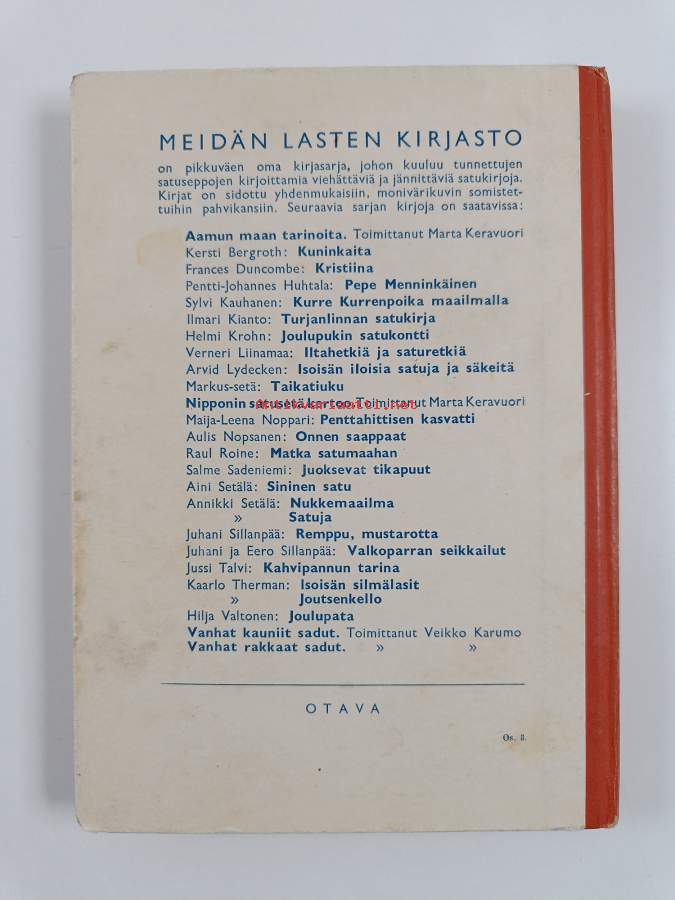 MEIDÄN LASTEN KIRJASTO
on pikkuväen oma kirjasarja, johon kuuluu tunnettujen
satuseppojen kirjoittamia viehättäviä ja jännittäviä satukirjoja.
Kirjat on sidottu yhdenmukaisiin, monivärikuvin somistet-
tuihin pahvikansiin. Seuraavia sarjan kirjoja on saatavissa:
Aamun maan tarinoita. Toimittanut Marta Keravuori
Kersti Bergroth: Kuninkaita
Frances Duncombe: Kristiina
Pentti-Johannes Huhtala: Pepe Menninkäinen
Sylvi Kauhanen: Kurre Kurrenpoika maailmalla
Ilmari Kianto: Turjanlinnan satukirja
Helmi Krohn: Joulupukin satukontti
Verneri Liinamaa: Iltahetkiä ja saturetkiä
Arvid Lydecken: Isoisän iloisia satuja ja säkeitä
Markus-setä: Taikatiuku
Nipponin satusetä kertoo. Toimittanut Marta Keravuori
Antikvariaatti.net
Maija-Leena Noppari: Penttahittisen kasvatti
Aulis Nopsanen: Onnen saappaat
Raul Roine: Matka satumaahan
Salme Sadeniemi: Juoksevat tikapuut
Aini Setälä: Sininen satu
Annikki Setälä: Nukkemaailma
» Satuja
Juhani Sillanpää: Remppu, mustarotta
Juhani ja Eero Sillanpää: Valkoparran seikkailut
Jussi Talvi: Kahvipannun tarina
Kaarlo Therman: Isoisän silmälasit
» Joutsenkello
Hilja Valtonen: Joulupata
Vanhat kauniit sadut. Toimittanut Veikko Karumo
Vanhat rakkaat sadut. » »
OTAVA
Os. 8.